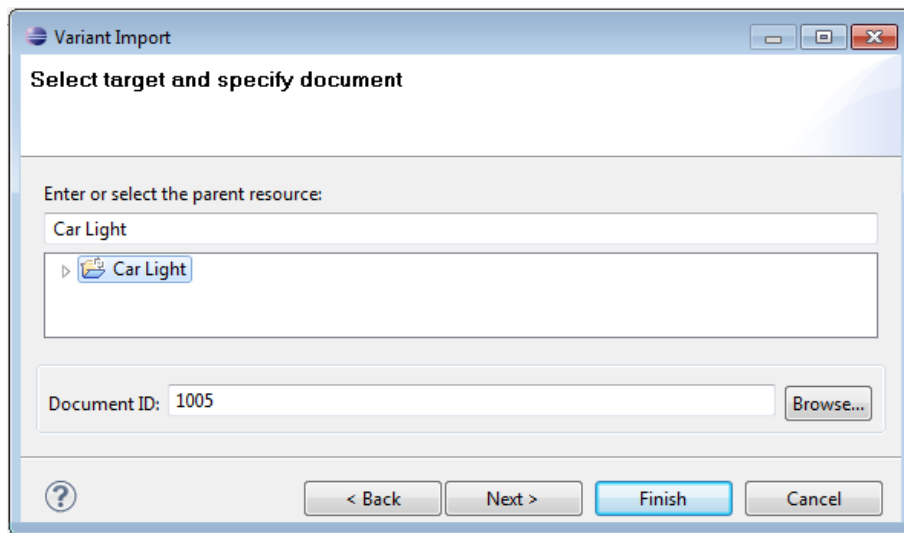 Variant Import
Select target and specify document
Enter or select the parent resource:
Car Light
Car Light
Document ID: 1005 Browse...
? < Back Next > Finish Cancel